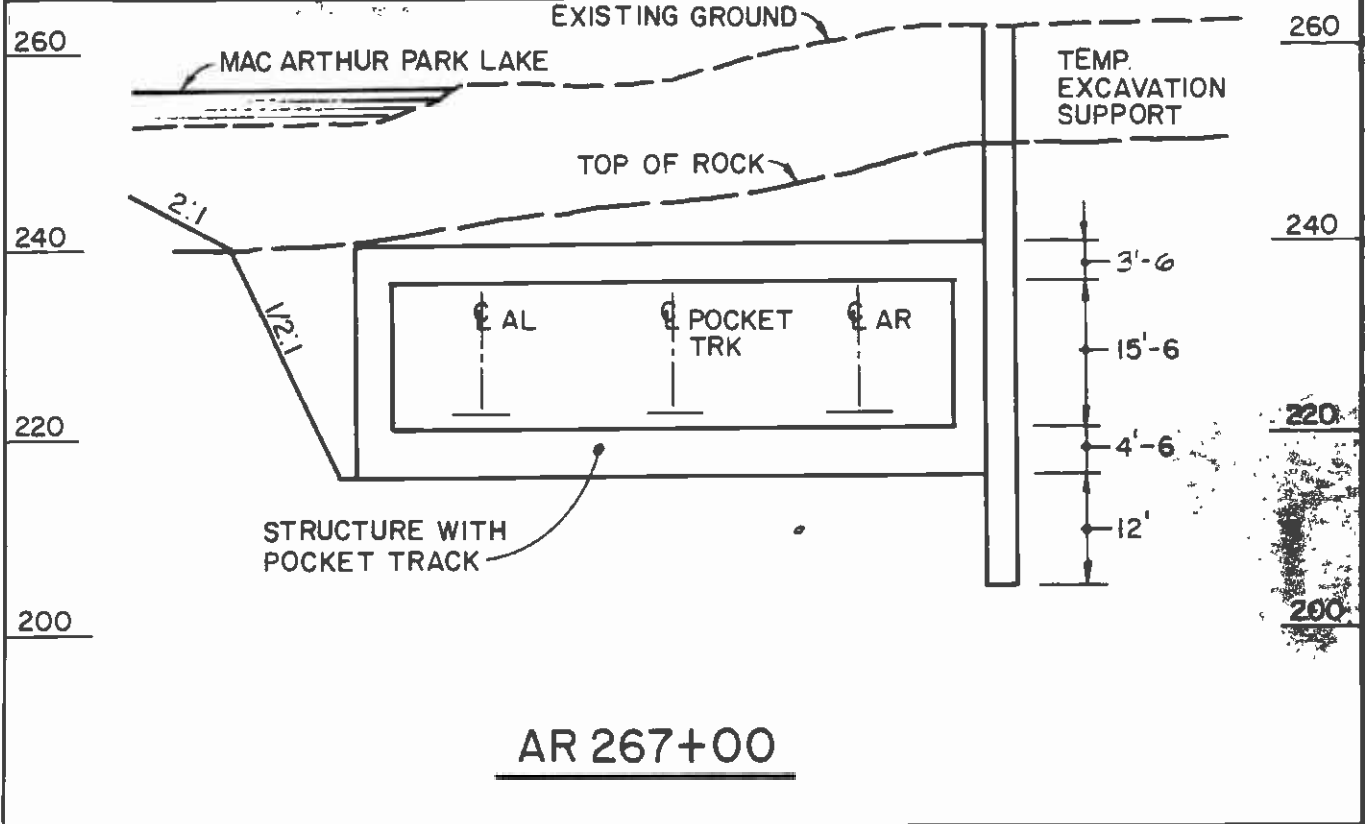 EXISTING GROUND
260
260
MAC ARTHUR PARK LAKE
TEMP.
EXCAVATION
SUPPORT
TOP OF ROCK
2:1
240
240
3'-6
1/2:1
℄ AL
℄ POCKET
TRK
℄ AR
15'-6
220
220
4'-6
STRUCTURE WITH
POCKET TRACK
12'
200
200
AR 267+00